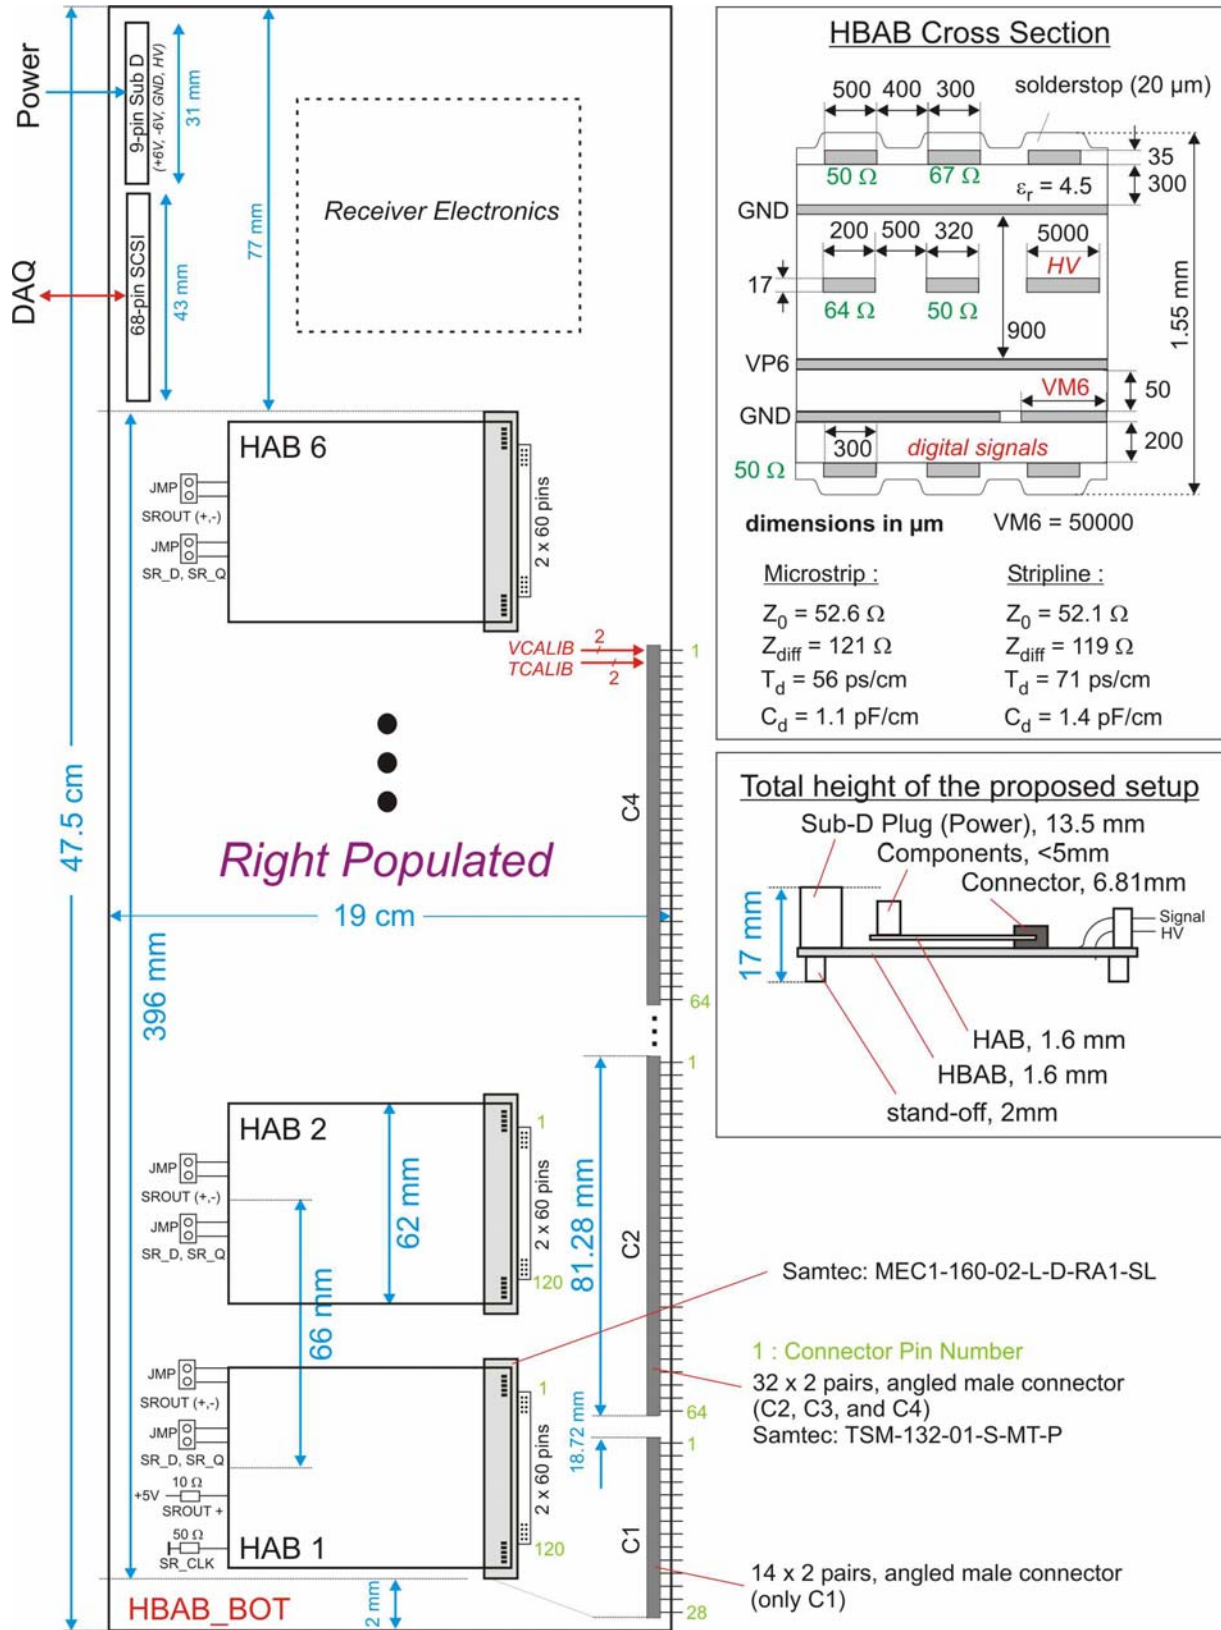 Power
9-pin Sub D
(+6V, -6V, GND, HV)
31 mm
DAQ
68-pin SCSI
43 mm
77 mm
Receiver Electronics
HAB 6
JMP
SROUT (+,-)
JMP
SR_D, SR_Q
2 x 60 pins
VCALIB
2
TCALIB
2
1
C4
64
47.5 cm
Right Populated
19 cm
396 mm
HAB 2
JMP
SROUT (+,-)
JMP
SR_D, SR_Q
62 mm
66 mm
1
2 x 60 pins
120
1
C2
81.28 mm
64
HAB 1
JMP
SROUT (+,-)
JMP
SR_D, SR_Q
10 Ω
+5V
SROUT +
50 Ω
SR_CLK
1
2 x 60 pins
120
18.72 mm
1
C1
28
HBAB_BOT
2 mm
HBAB Cross Section
500 400 300
solderstop (20 µm)
50 Ω 67 Ω
εr = 4.5
35
300
GND
200 500 320 5000
HV
17
64 Ω 50 Ω
900
1.55 mm
VP6
VM6
50
GND
300
digital signals
200
50 Ω
dimensions in µm VM6 = 50000
Microstrip :
Z0 = 52.6 Ω
Zdiff = 121 Ω
Td = 56 ps/cm
Cd = 1.1 pF/cm
Stripline :
Z0 = 52.1 Ω
Zdiff = 119 Ω
Td = 71 ps/cm
Cd = 1.4 pF/cm
Total height of the proposed setup
Sub-D Plug (Power), 13.5 mm
Components, <5mm
Connector, 6.81mm
17 mm
Signal
HV
HAB, 1.6 mm
HBAB, 1.6 mm
stand-off, 2mm
Samtec: MEC1-160-02-L-D-RA1-SL
1 : Connector Pin Number
32 x 2 pairs, angled male connector
(C2, C3, and C4)
Samtec: TSM-132-01-S-MT-P
14 x 2 pairs, angled male connector
(only C1)